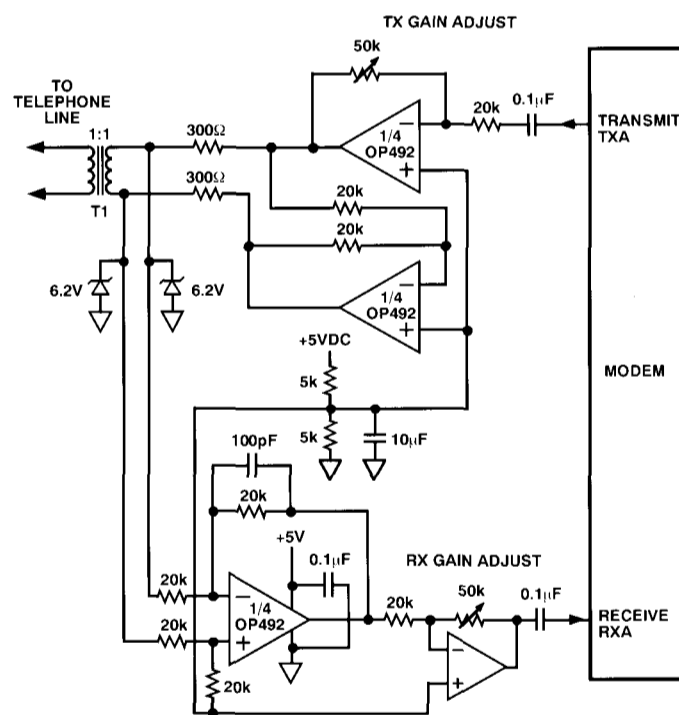 TX GAIN ADJUST
50k
TO
TELEPHONE
LINE
1:1
T1
300Ω
300Ω
1/4
OP492
−
+
20k
0.1µF
TRANSMIT
TXA
20k
20k
6.2V
6.2V
1/4
OP492
−
+
+5VDC
5k
5k
10µF
MODEM
100pF
20k
+5V
0.1µF
20k
20k
1/4
OP492
−
+
20k
RX GAIN ADJUST
20k
50k
0.1µF
−
+
RECEIVE
RXA